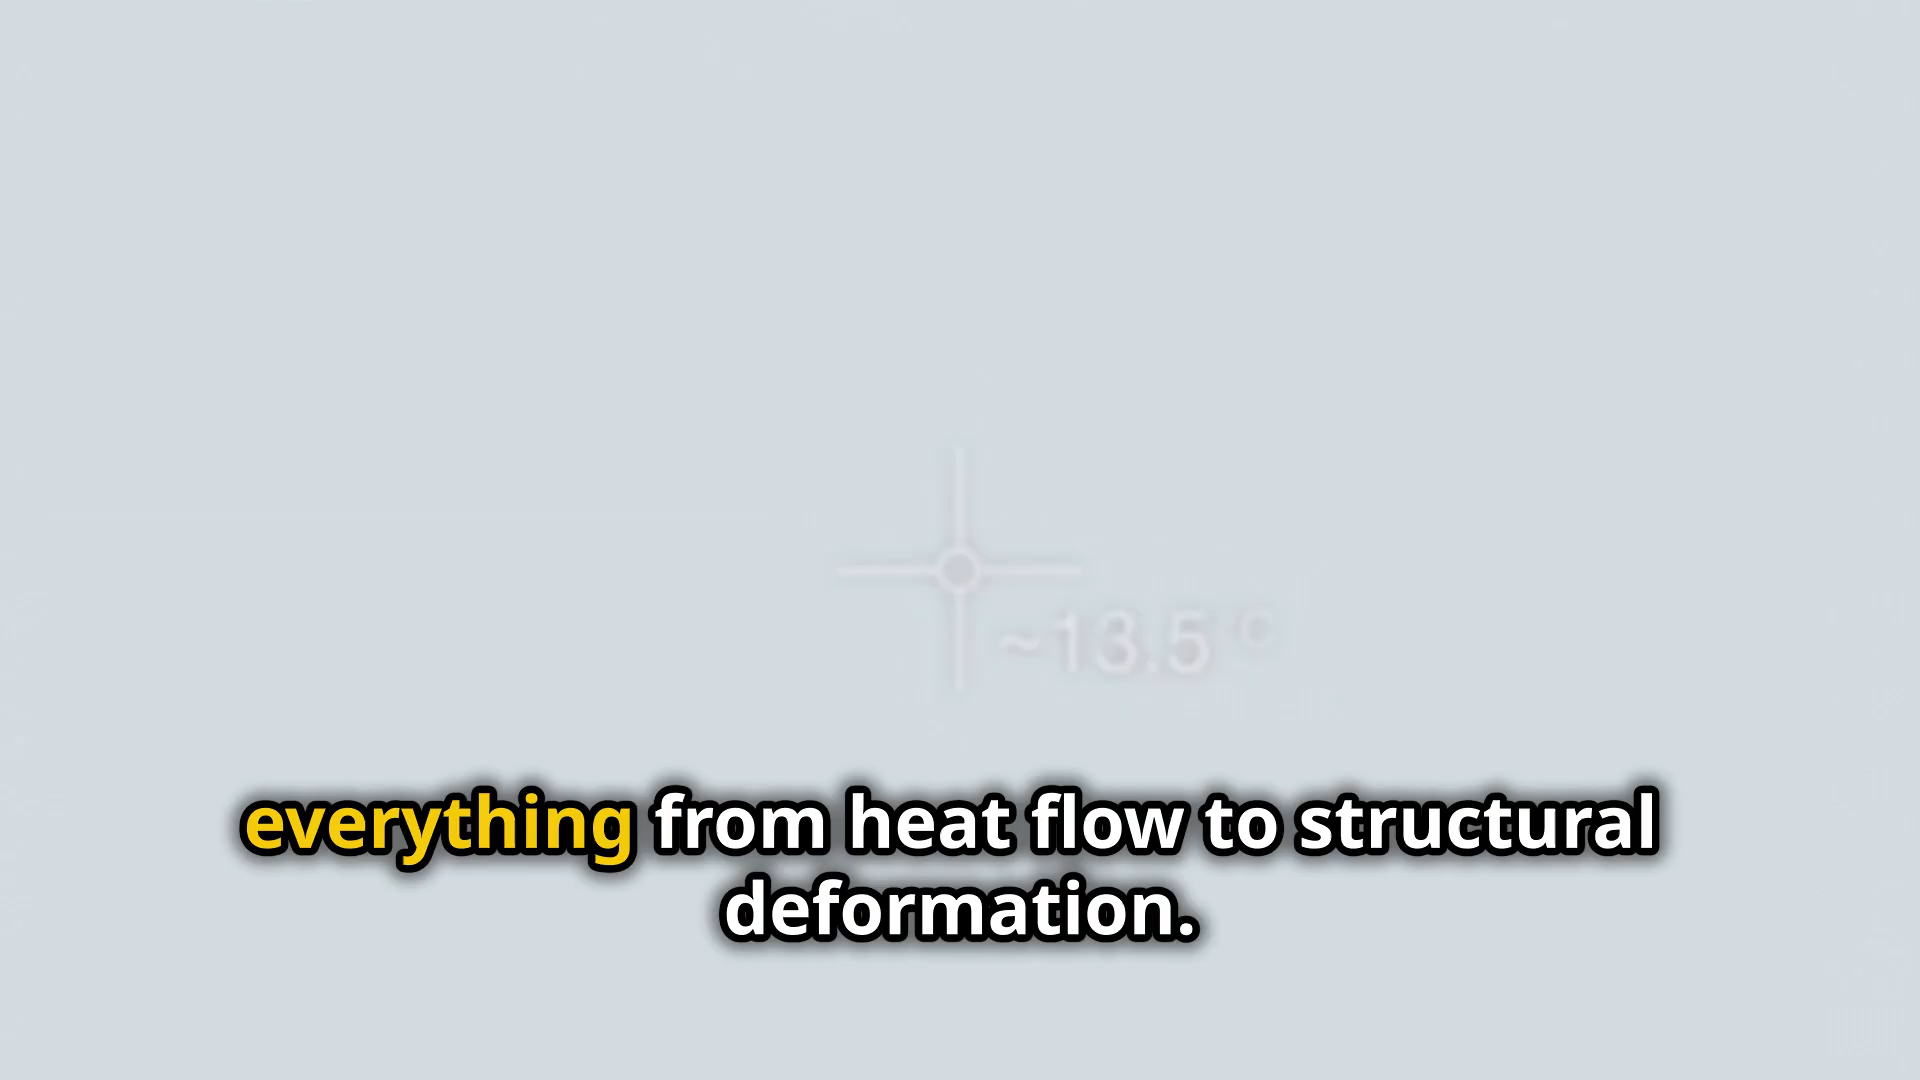 ~13.5 °C
everything from heat flow to structural
deformation.